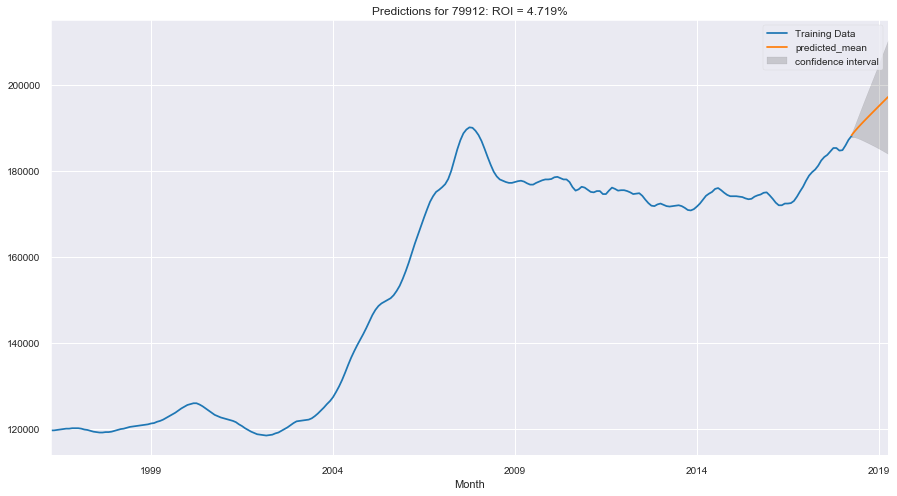 Predictions for 79912: ROI = 4.719%
Training Data
predicted_mean
confidence interval
200000
180000
160000
140000
120000
1999
2004
2009
2014
2019
Month